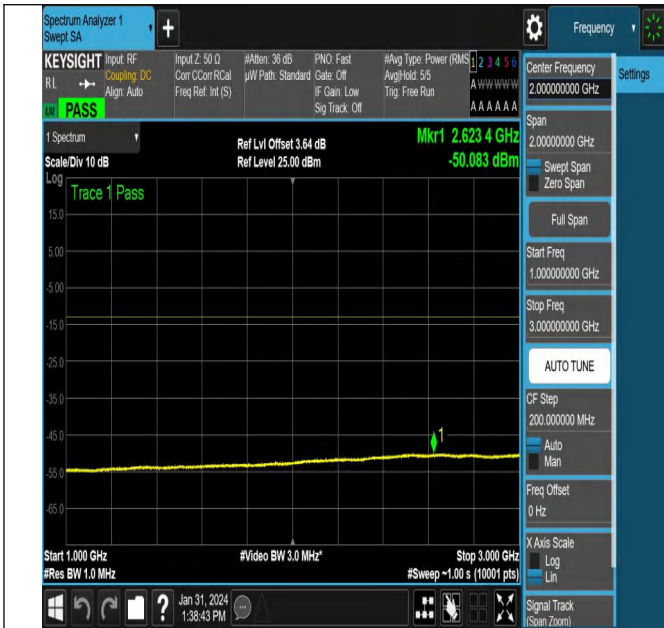 Spectrum Analyzer 1
Swept SA
+
Frequency
KEYSIGHT
RL
PASS
Input: RF
Coupling: DC
Align: Auto
Input Z: 50 Ω
Corr CCorr RCal
Freq Ref: Int (S)
#Atten: 36 dB
µW Path: Standard
PNO: Fast
Gate: Off
IF Gain: Low
Sig Track: Off
#Avg Type: Power (RMS
Avg|Hold: 5/5
Trig: Free Run
1 2 3 4 5 6
A W W W W W
A A A A A A
1 Spectrum
Scale/Div 10 dB
Ref Lvl Offset 3.64 dB
Ref Level 25.00 dBm
Mkr1 2.623 4 GHz
-50.083 dBm
Log
Trace 1 Pass
15.0
5.00
-5.00
-15.0
-25.0
-35.0
-45.0
-55.0
-65.0
1
Start 1.000 GHz
#Res BW 1.0 MHz
#Video BW 3.0 MHz*
Stop 3.000 GHz
#Sweep ~1.00 s (10001 pts)
Jan 31, 2024
1:38:43 PM
Center Frequency
2.000000000 GHz
Settings
Span
2.00000000 GHz
Swept Span
Zero Span
Full Span
Start Freq
1.000000000 GHz
Stop Freq
3.000000000 GHz
AUTO TUNE
CF Step
200.000000 MHz
Auto
Man
Freq Offset
0 Hz
X Axis Scale
Log
Lin
Signal Track
(Span Zoom)